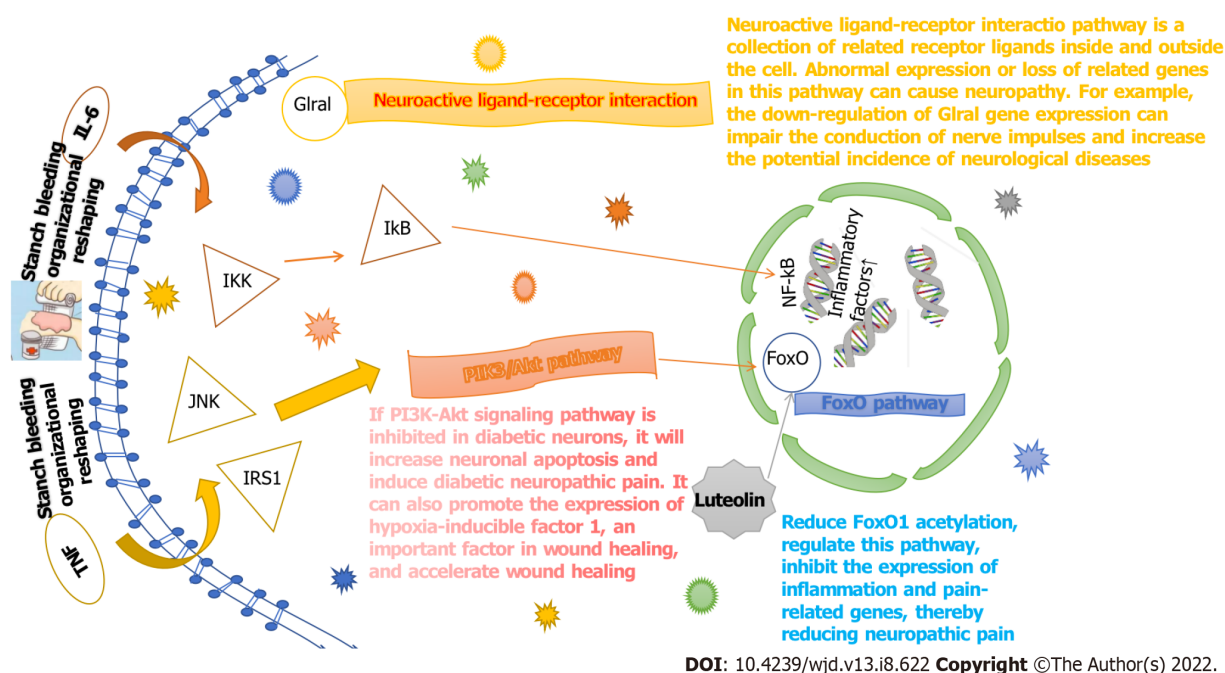 Neuroactive ligand-receptor interactio pathway is a
collection of related receptor ligands inside and outside
the cell. Abnormal expression or loss of related genes
in this pathway can cause neuropathy. For example,
the down-regulation of Glral gene expression can
impair the conduction of nerve impulses and increase
the potential incidence of neurological diseases
Glral
Neuroactive ligand-receptor interaction
IL-6
Stanch bleeding
organizational
reshaping
IKK
IkB
NF-kB
Inflammatory
factors↑
JNK
IRS1
PIK3/Akt pathway
FoxO
FoxO pathway
Stanch bleeding
organizational
reshaping
TNF
If PI3K-Akt signaling pathway is
inhibited in diabetic neurons, it will
increase neuronal apoptosis and
induce diabetic neuropathic pain. It
can also promote the expression of
hypoxia-inducible factor 1, an
important factor in wound healing,
and accelerate wound healing
Luteolin
Reduce FoxO1 acetylation,
regulate this pathway,
inhibit the expression of
inflammation and pain-
related genes, thereby
reducing neuropathic pain
DOI: 10.4239/wjd.v13.i8.622 Copyright ©The Author(s) 2022.